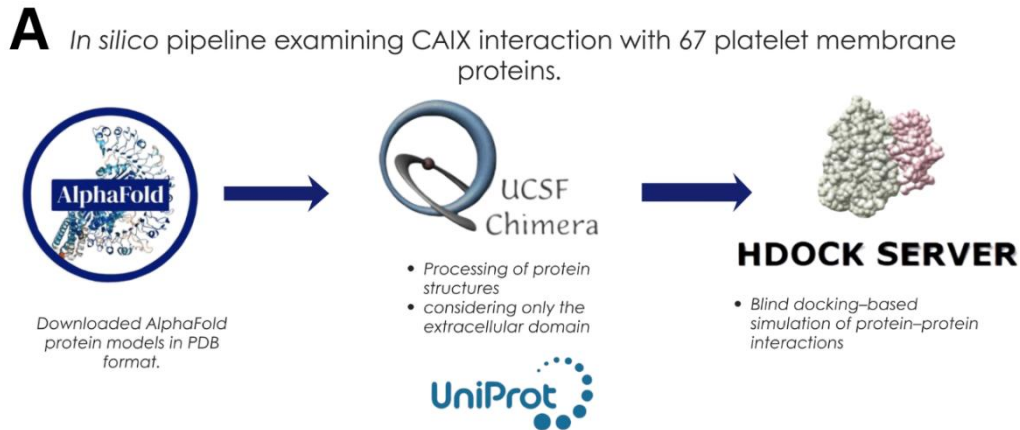 A
In silico pipeline examining CAIX interaction with 67 platelet membrane
proteins.
AlphaFold
UCSF
Chimera
HDOCK SERVER
Downloaded AlphaFold
protein models in PDB
format.
• Processing of protein
structures
• considering only the
extracellular domain
UniProt
• Blind docking–based
simulation of protein–protein
interactions